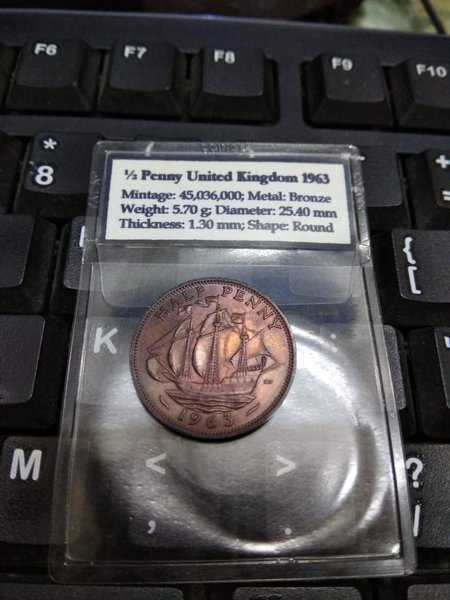 F6 F7 F8 F9 F10
* 8
½ Penny United Kingdom 1963
Mintage: 45,036,000; Metal: Bronze
Weight: 5.70 g; Diameter: 25.40 mm
Thickness: 1.30 mm; Shape: Round
+
=
{
[
HALF PENNY
K
1963
M
< >
, .
?
/